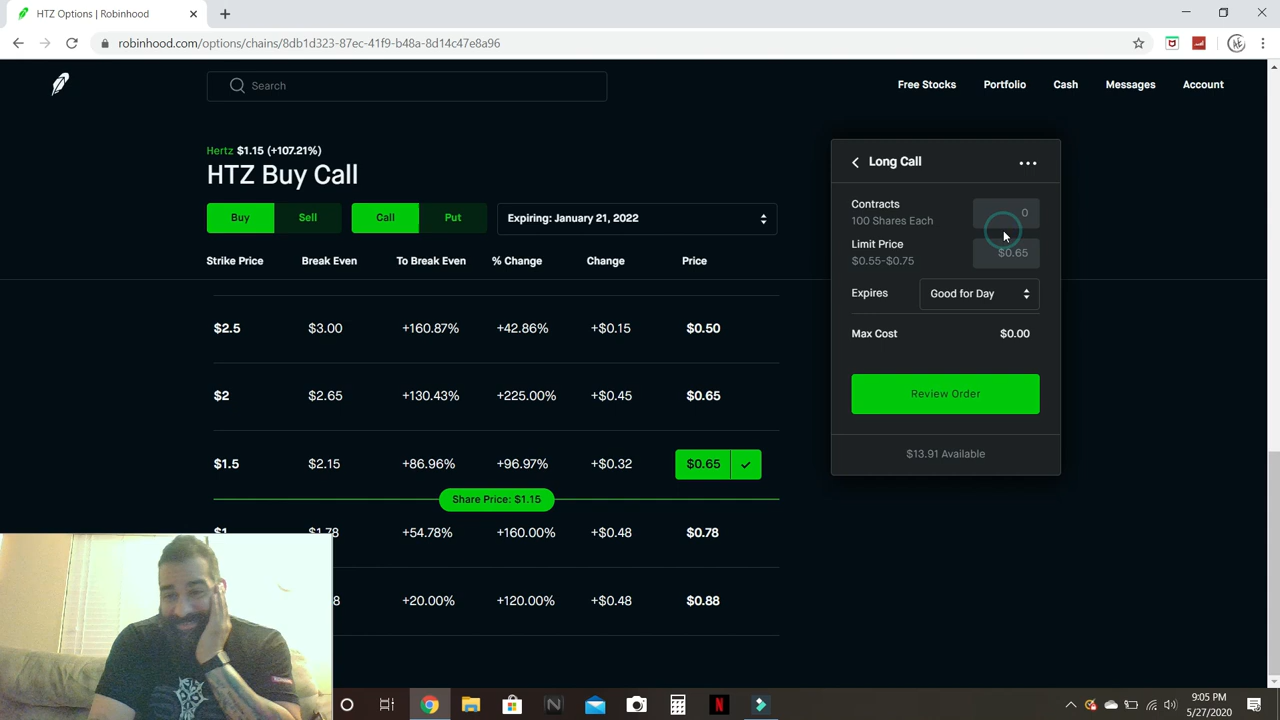 HTZ Options | Robinhood
robinhood.com/options/chains/8db1d323-87ec-41f9-b48a-8d14c47e8a96
Search
Free Stocks Portfolio Cash Messages Account
Hertz $1.15 (+107.21%)
HTZ Buy Call
Buy Sell Call Put Expiring: January 21, 2022
Strike Price Break Even To Break Even % Change Change Price
$2.5 $3.00 +160.87% +42.86% +$0.15 $0.50
$2 $2.65 +130.43% +225.00% +$0.45 $0.65
$1.5 $2.15 +86.96% +96.97% +$0.32 $0.65
Share Price: $1.15
$1 $1.78 +54.78% +160.00% +$0.48 $0.78
8 +20.00% +120.00% +$0.48 $0.88
Long Call
Contracts 0
100 Shares Each
Limit Price $0.65
$0.55-$0.75
Expires Good for Day
Max Cost $0.00
Review Order
$13.91 Available
9:05 PM
5/27/2020